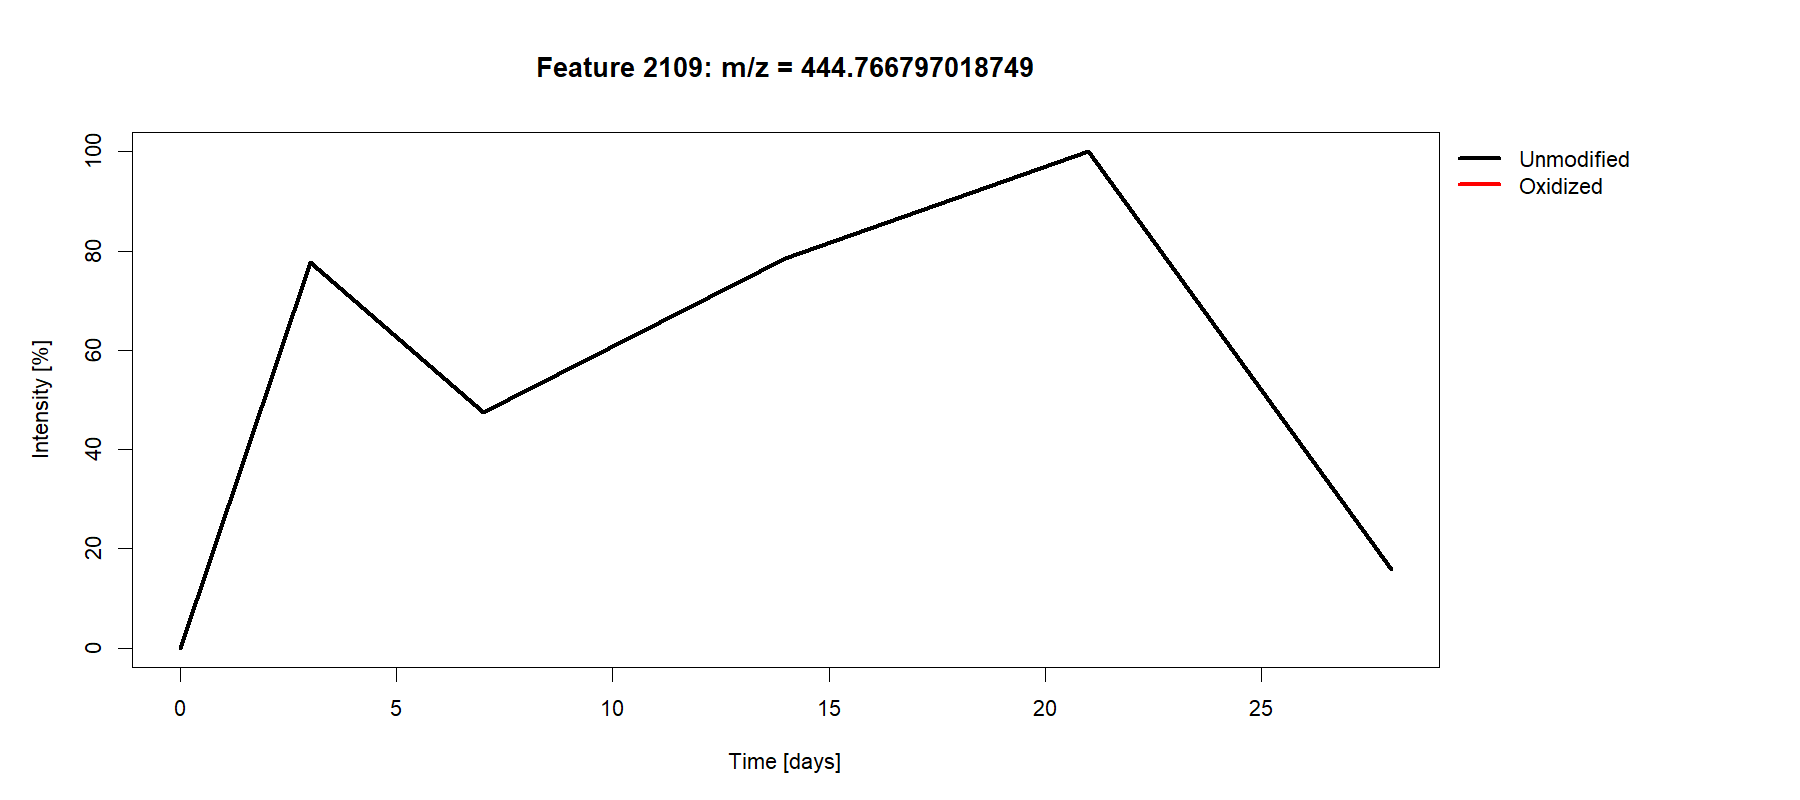 Feature 2109: m/z = 444.766797018749
Unmodified
Oxidized
Intensity [%]
100
80
60
40
20
0
0 5 10 15 20 25
Time [days]